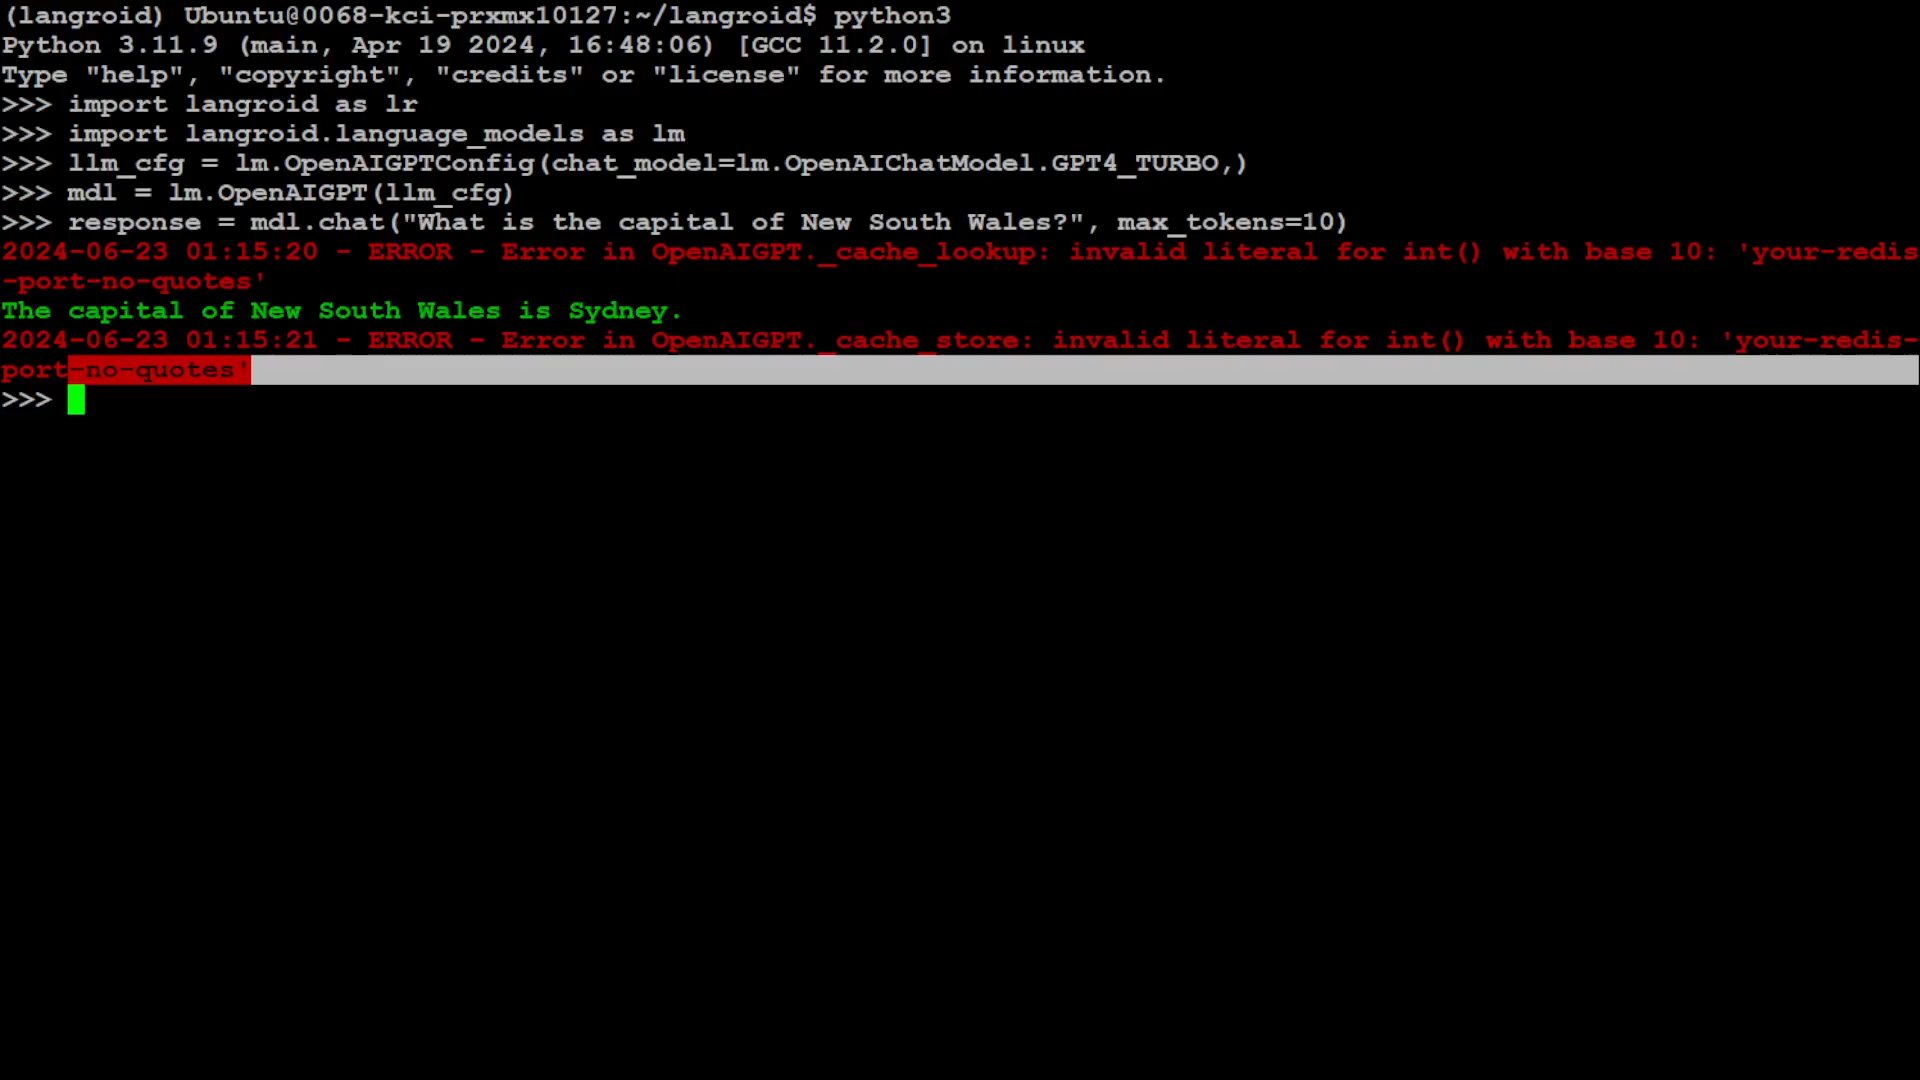 (langroid) Ubuntu@0068-kci-prxmx10127:~/langroid$ python3
Python 3.11.9 (main, Apr 19 2024, 16:48:06) [GCC 11.2.0] on linux
Type "help", "copyright", "credits" or "license" for more information.
>>> import langroid as lr
>>> import langroid.language_models as lm
>>> llm_cfg = lm.OpenAIGPTConfig(chat_model=lm.OpenAIChatModel.GPT4_TURBO,)
>>> mdl = lm.OpenAIGPT(llm_cfg)
>>> response = mdl.chat("What is the capital of New South Wales?", max_tokens=10)
2024-06-23 01:15:20 - ERROR - Error in OpenAIGPT._cache_lookup: invalid literal for int() with base 10: 'your-redis
-port-no-quotes'
The capital of New South Wales is Sydney.
2024-06-23 01:15:21 - ERROR - Error in OpenAIGPT._cache_store: invalid literal for int() with base 10: 'your-redis-
port-no-quotes'
>>>